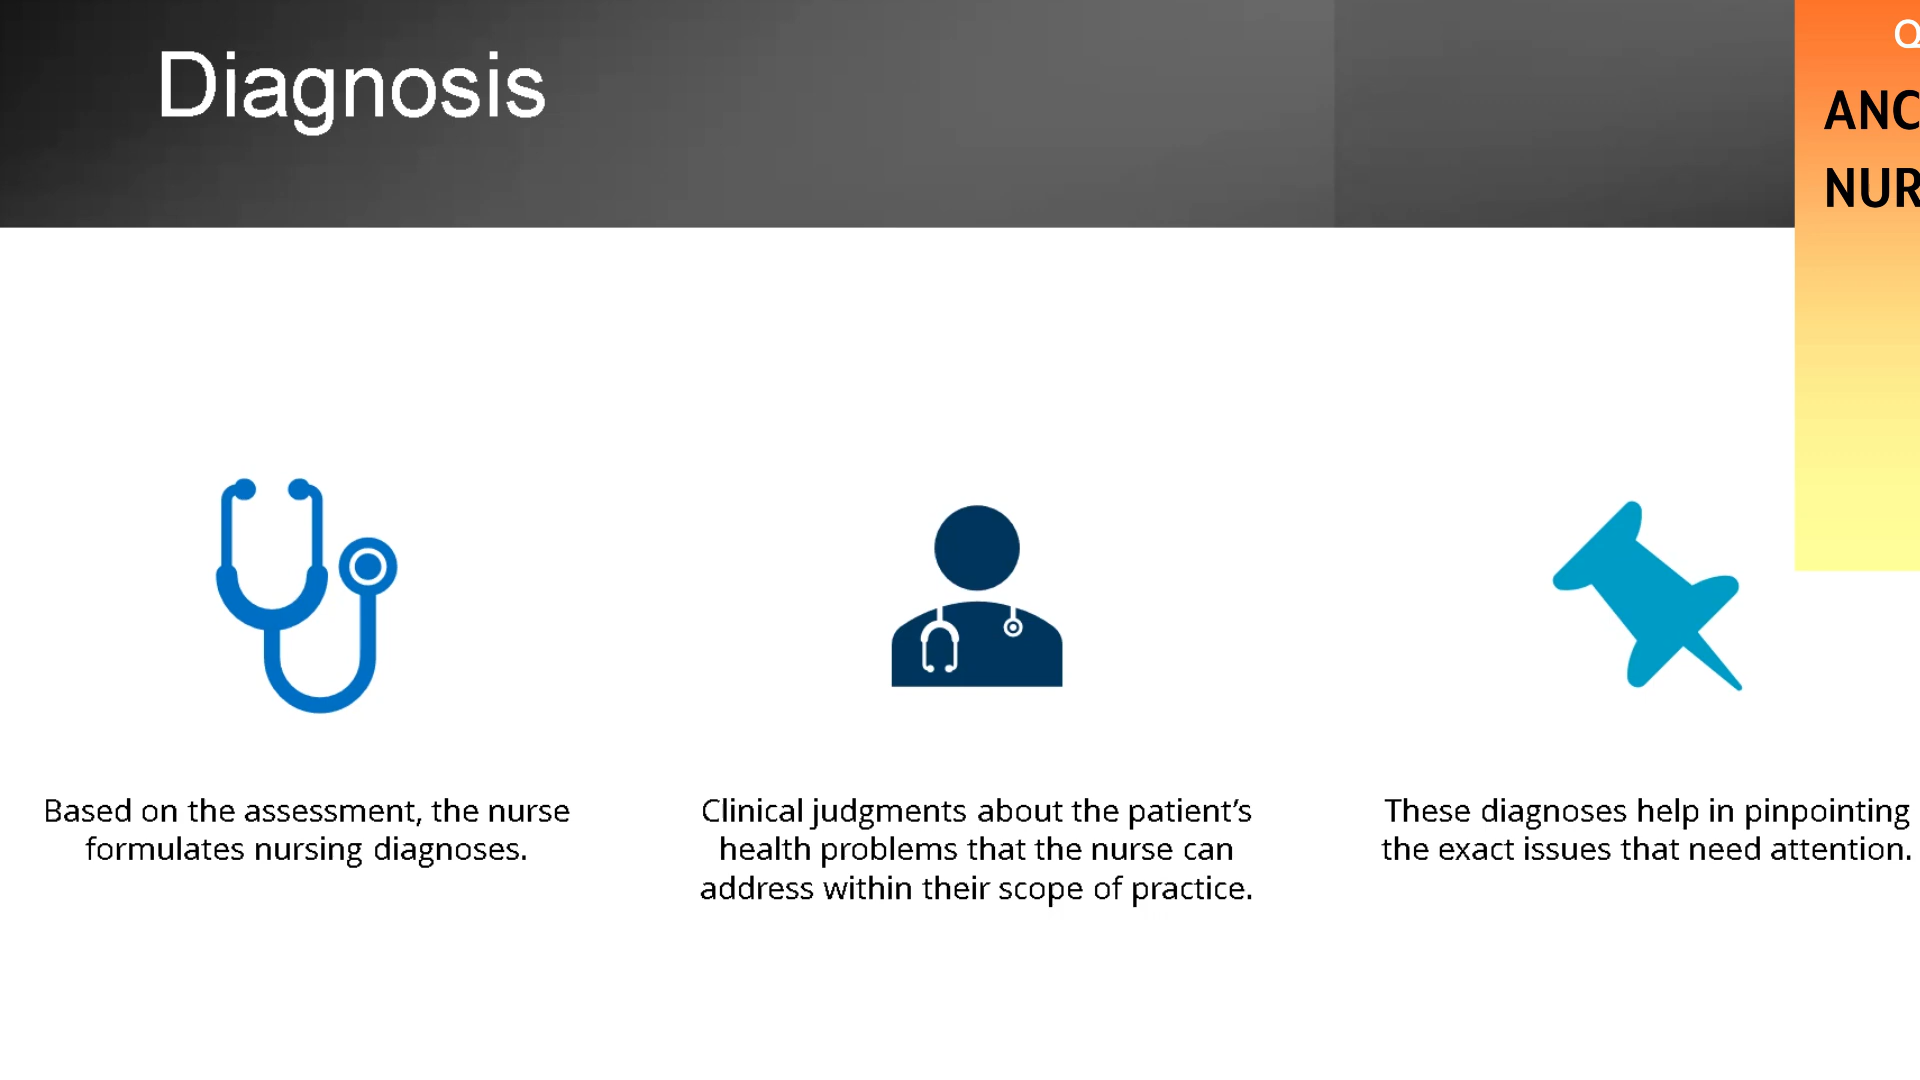 Diagnosis
ANC
NUR
Based on the assessment, the nurse
formulates nursing diagnoses.
Clinical judgments about the patient’s
health problems that the nurse can
address within their scope of practice.
These diagnoses help in pinpointing
the exact issues that need attention.